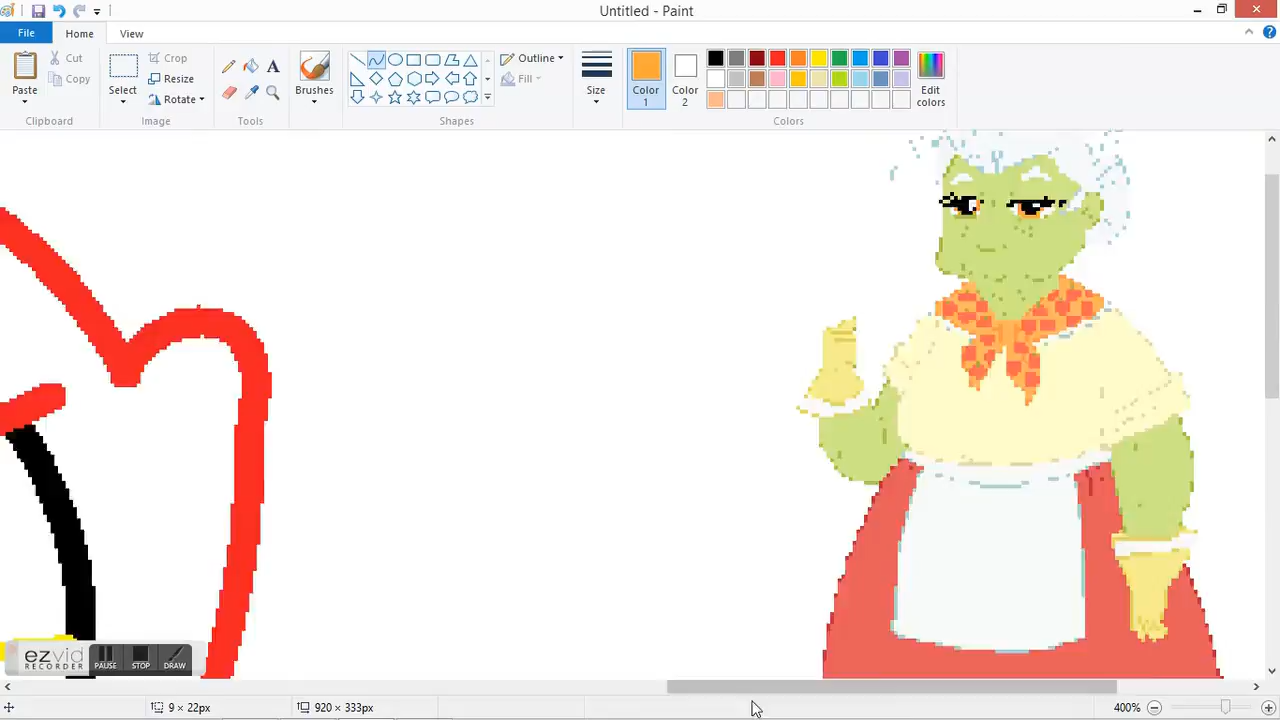 Untitled - Paint
File
Home
View
Paste
Cut
Copy
Clipboard
Select
Crop
Resize
Rotate
Image
A
Tools
Brushes
Outline
Fill
Shapes
Size
Color 1
Color 2
Edit colors
Colors
ezvid
RECORDER
PAUSE
STOP
DRAW
9 × 22px
920 × 333px
400%